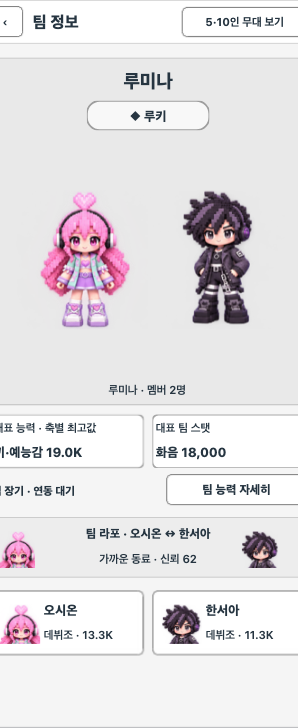 ‹ 팀 정보 5·10인 무대 보기
루미나
◆ 루키
루미나 · 멤버 2명
대표 능력 · 축별 최고값
·예능감 19.0K
대표 팀 스탯
화음 18,000
장기 · 연동 대기
팀 능력 자세히
팀 라포 · 오시온 ↔ 한서아
가까운 동료 · 신뢰 62
오시온
데뷔조 · 13.3K
한서아
데뷔조 · 11.3K